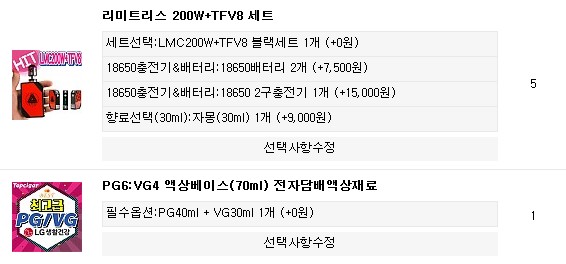 리미트리스 200W+TFV8 세트
HIT LMC200W+TFV8
세트선택:LMC200W+TFV8 블랙세트 1개 (+0원)
18650충전기&배터리:18650배터리 2개 (+7,500원)
18650충전기&배터리:18650 2구충전기 1개 (+15,000원)
향료선택(30ml):자몽(30ml) 1개 (+9,000원)
5
선택사항수정
PG6:VG4 액상베이스(70ml) 전자담배액상재료
Topcigar
최고급
PG/VG
LG생활건강
필수옵션:PG40ml + VG30ml 1개 (+0원)
1
선택사항수정